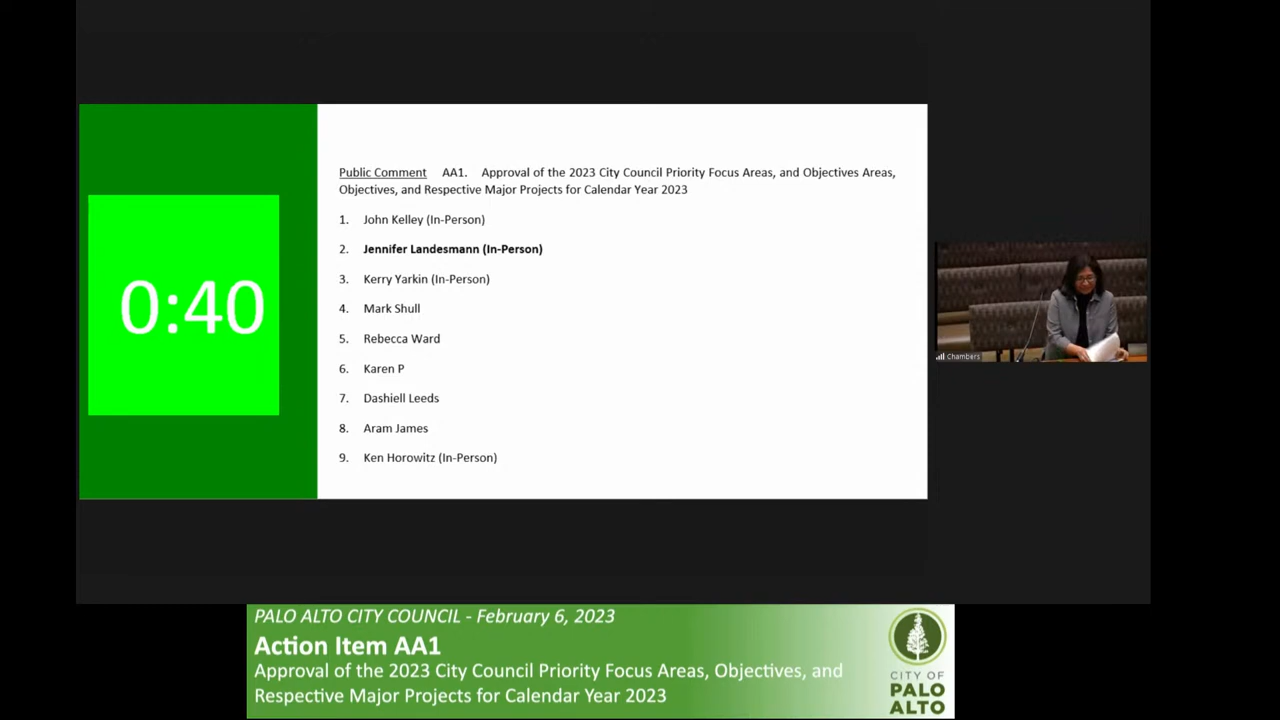 0:40
Public Comment AA1. Approval of the 2023 City Council Priority Focus Areas, and Objectives Areas,
Objectives, and Respective Major Projects for Calendar Year 2023
1. John Kelley (In-Person)
2. Jennifer Landesmann (In-Person)
3. Kerry Yarkin (In-Person)
4. Mark Shull
5. Rebecca Ward
6. Karen P
7. Dashiell Leeds
8. Aram James
9. Ken Horowitz (In-Person)
Chambers
PALO ALTO CITY COUNCIL - February 6, 2023
Action Item AA1
Approval of the 2023 City Council Priority Focus Areas, Objectives, and
Respective Major Projects for Calendar Year 2023
CITY OF
PALO
ALTO